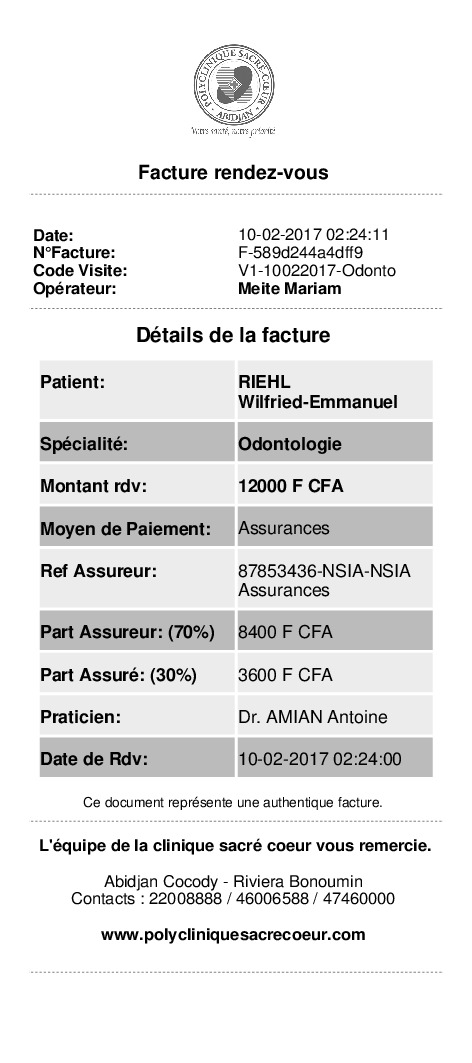 POLYCLINIQUE SACRE-CŒUR
ABIDJAN
Votre santé, notre priorité
Facture rendez-vous
Date: 10-02-2017 02:24:11
N°Facture: F-589d244a4dff9
Code Visite: V1-10022017-Odonto
Opérateur: Meite Mariam
Détails de la facture
Patient: RIEHL
Wilfried-Emmanuel
Spécialité: Odontologie
Montant rdv: 12000 F CFA
Moyen de Paiement: Assurances
Ref Assureur: 87853436-NSIA-NSIA
Assurances
Part Assureur: (70%) 8400 F CFA
Part Assuré: (30%) 3600 F CFA
Praticien: Dr. AMIAN Antoine
Date de Rdv: 10-02-2017 02:24:00
Ce document représente une authentique facture.
L'équipe de la clinique sacré coeur vous remercie.
Abidjan Cocody - Riviera Bonoumin
Contacts : 22008888 / 46006588 / 47460000
www.polycliniquesacrecoeur.com